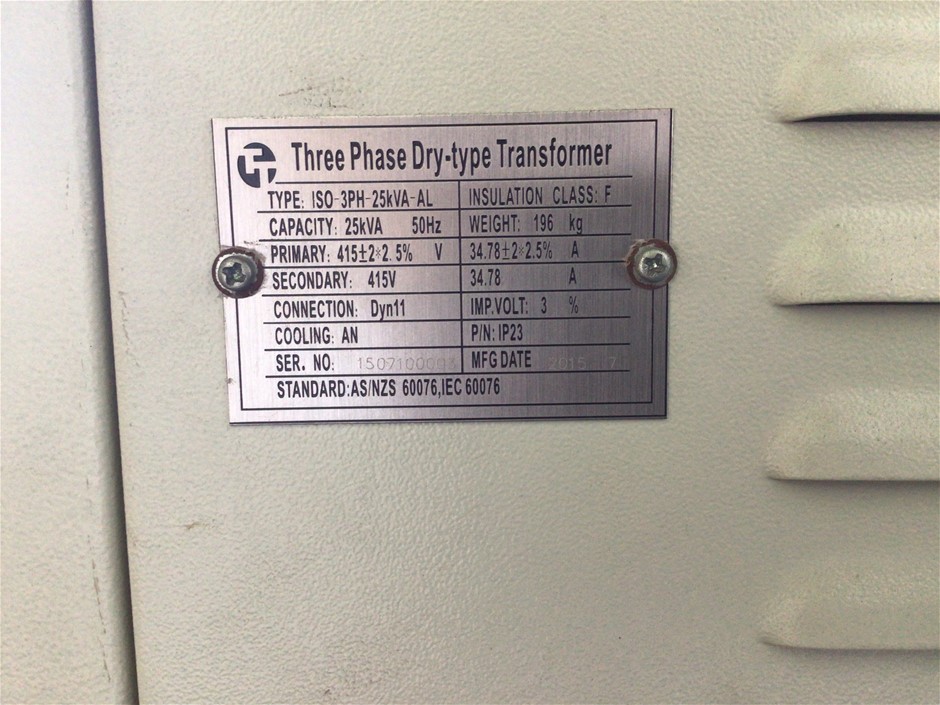 Three Phase Dry-type Transformer
TYPE: ISO-3PH-25kVA-AL INSULATION CLASS: F
CAPACITY: 25kVA 50Hz WEIGHT: 196 kg
PRIMARY: 415±2*2.5% V 34.78±2*2.5% A
SECONDARY: 415V 34.78 A
CONNECTION: Dyn11 IMP.VOLT: 3 %
COOLING: AN P/N: IP23
SER. NO: MFG DATE 2015 7
STANDARD:AS/NZS 60076,IEC 60076